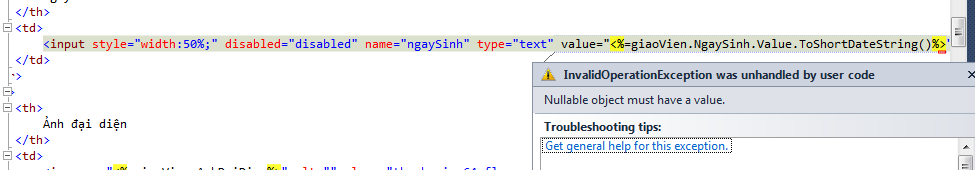 </th>
<td>
<input style="width:50%;" disabled="disabled" name="ngaySinh" type="text" value="<%=giaoVien.NgaySinh.Value.ToShortDateString()%>"
</td>
>
>
<th>
Ảnh đại diện
</th>
<td>
InvalidOperationException was unhandled by user code
Nullable object must have a value.
Troubleshooting tips:
Get general help for this exception.